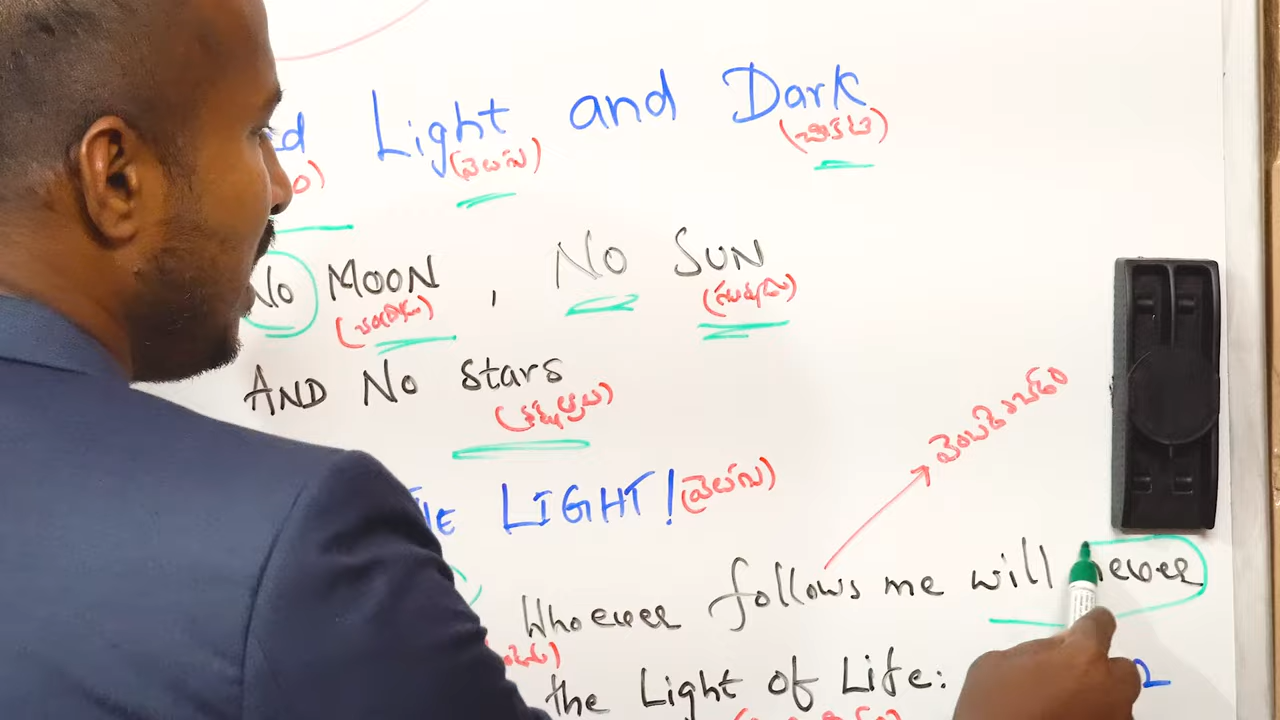 Light and Dark
(వెలుగు) (చీకటి)
No MOON, No SUN
(చంద్రుడు) (సూర్యుడు)
AND No stars
(నక్షత్రాలు)
LIGHT! (వెలుగు)
వెంబడించడం
Whoever follows me will never
the Light of Life: